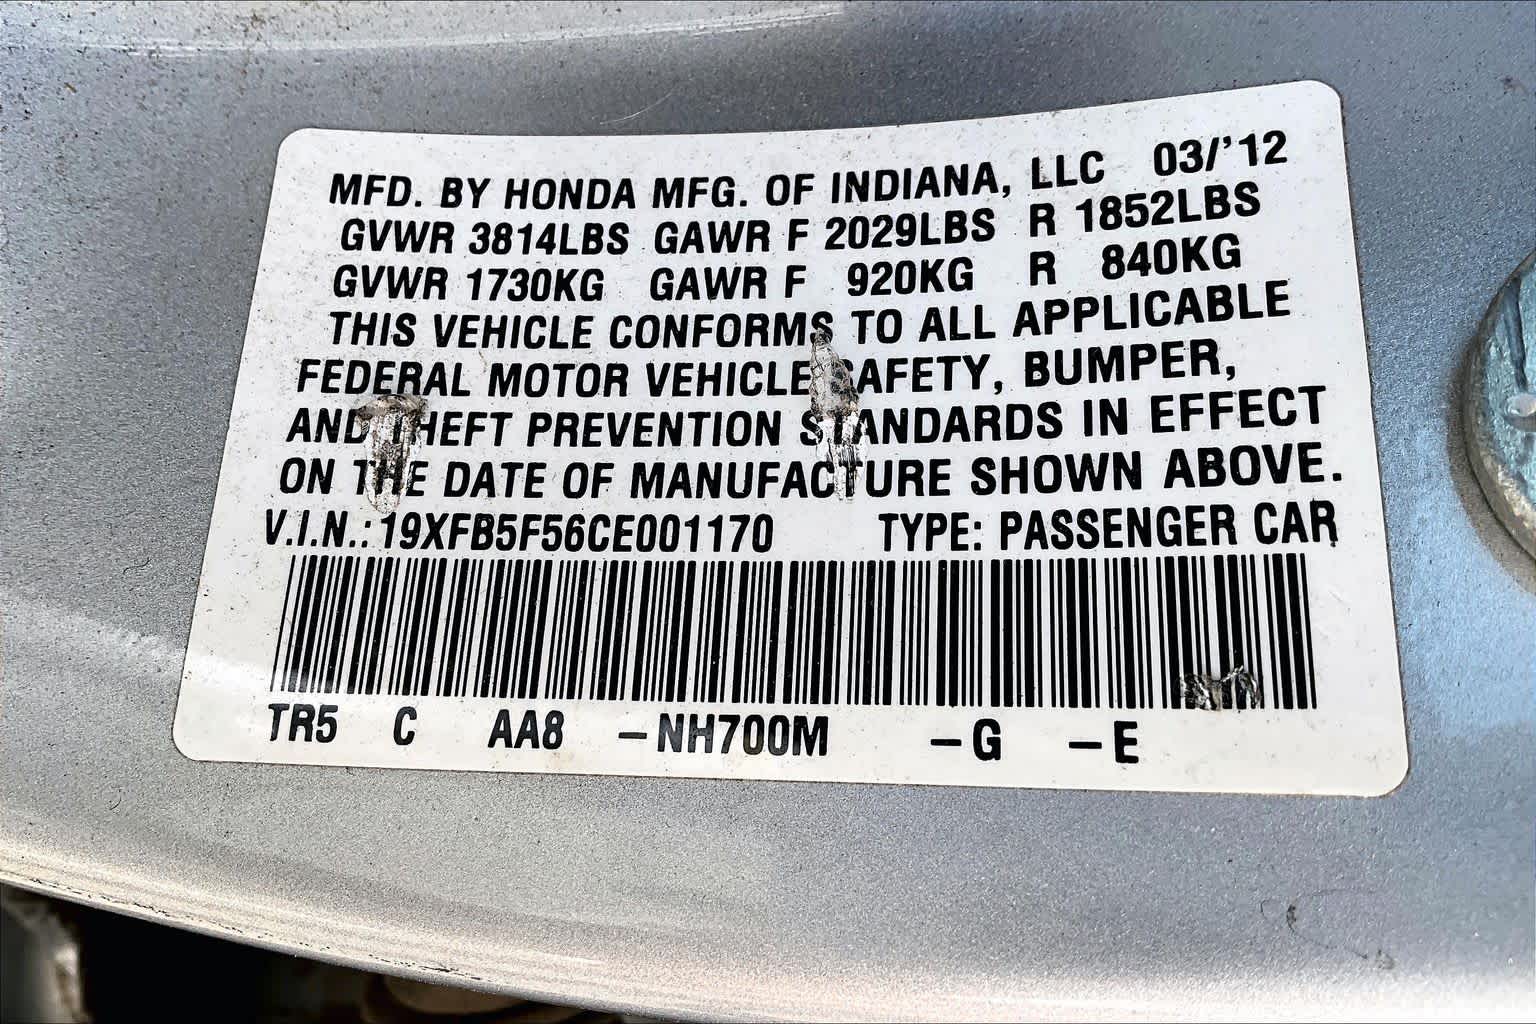 MFD. BY HONDA MFG. OF INDIANA, LLC 03/'12
GVWR 3814LBS GAWR F 2029LBS R 1852LBS
GVWR 1730KG GAWR F 920KG R 840KG
THIS VEHICLE CONFORMS TO ALL APPLICABLE
FEDERAL MOTOR VEHICLE SAFETY, BUMPER,
AND THEFT PREVENTION STANDARDS IN EFFECT
ON THE DATE OF MANUFACTURE SHOWN ABOVE.
V.I.N.: 19XFB5F56CE001170 TYPE: PASSENGER CAR
TR5 C AA8 –NH700M –G –E